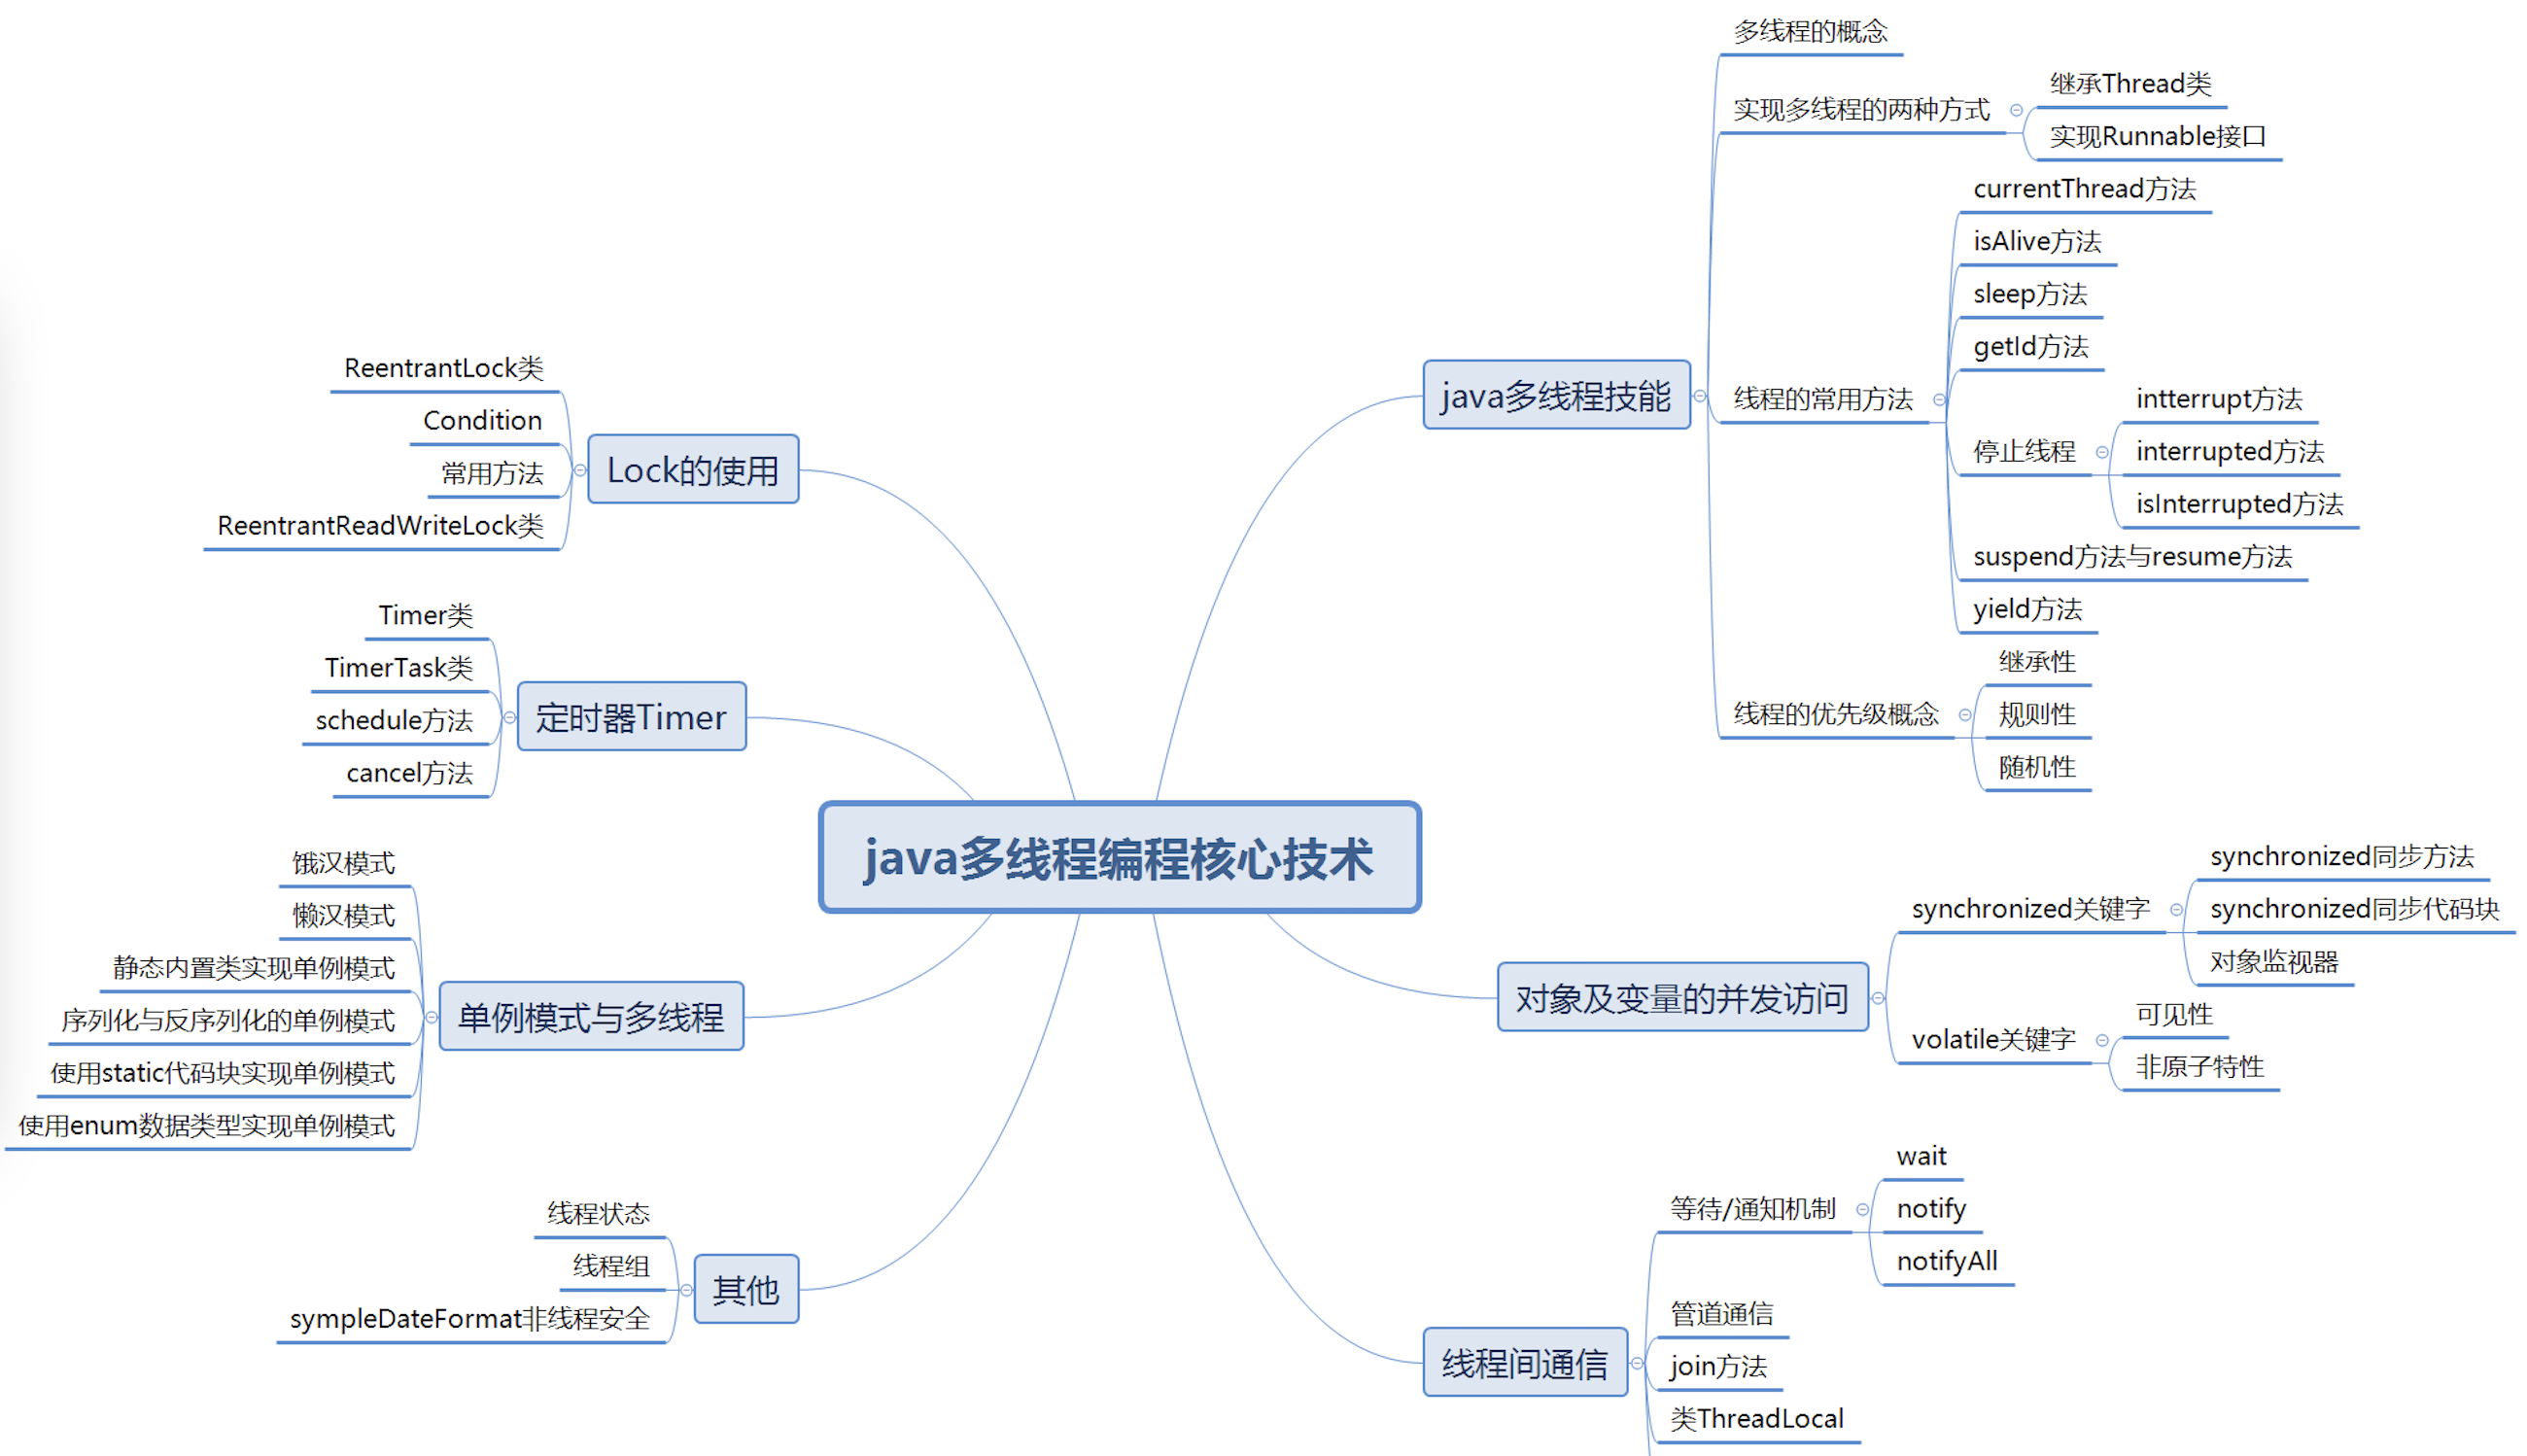 java多线程编程核心技术
java多线程技能
多线程的概念
实现多线程的两种方式
继承Thread类
实现Runnable接口
线程的常用方法
currentThread方法
isAlive方法
sleep方法
getId方法
停止线程
intterrupt方法
interrupted方法
isInterrupted方法
suspend方法与resume方法
yield方法
线程的优先级概念
继承性
规则性
随机性
对象及变量的并发访问
synchronized关键字
synchronized同步方法
synchronized同步代码块
对象监视器
volatile关键字
可见性
非原子特性
线程间通信
等待/通知机制
wait
notify
notifyAll
管道通信
join方法
类ThreadLocal
Lock的使用
ReentrantLock类
Condition
常用方法
ReentrantReadWriteLock类
定时器Timer
Timer类
TimerTask类
schedule方法
cancel方法
单例模式与多线程
饿汉模式
懒汉模式
静态内置类实现单例模式
序列化与反序列化的单例模式
使用static代码块实现单例模式
使用enum数据类型实现单例模式
其他
线程状态
线程组
sympleDateFormat非线程安全